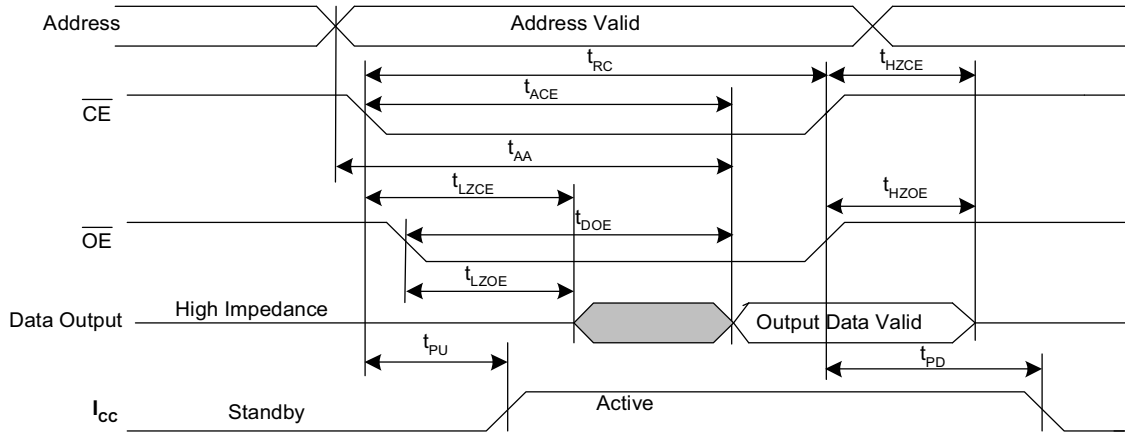 Address
Address Valid
tRC
tHZCE
tACE
CE
tAA
tLZCE
tHZOE
OE
tDOE
tLZOE
Data Output
High Impedance
Output Data Valid
tPU
tPD
ICC
Standby
Active